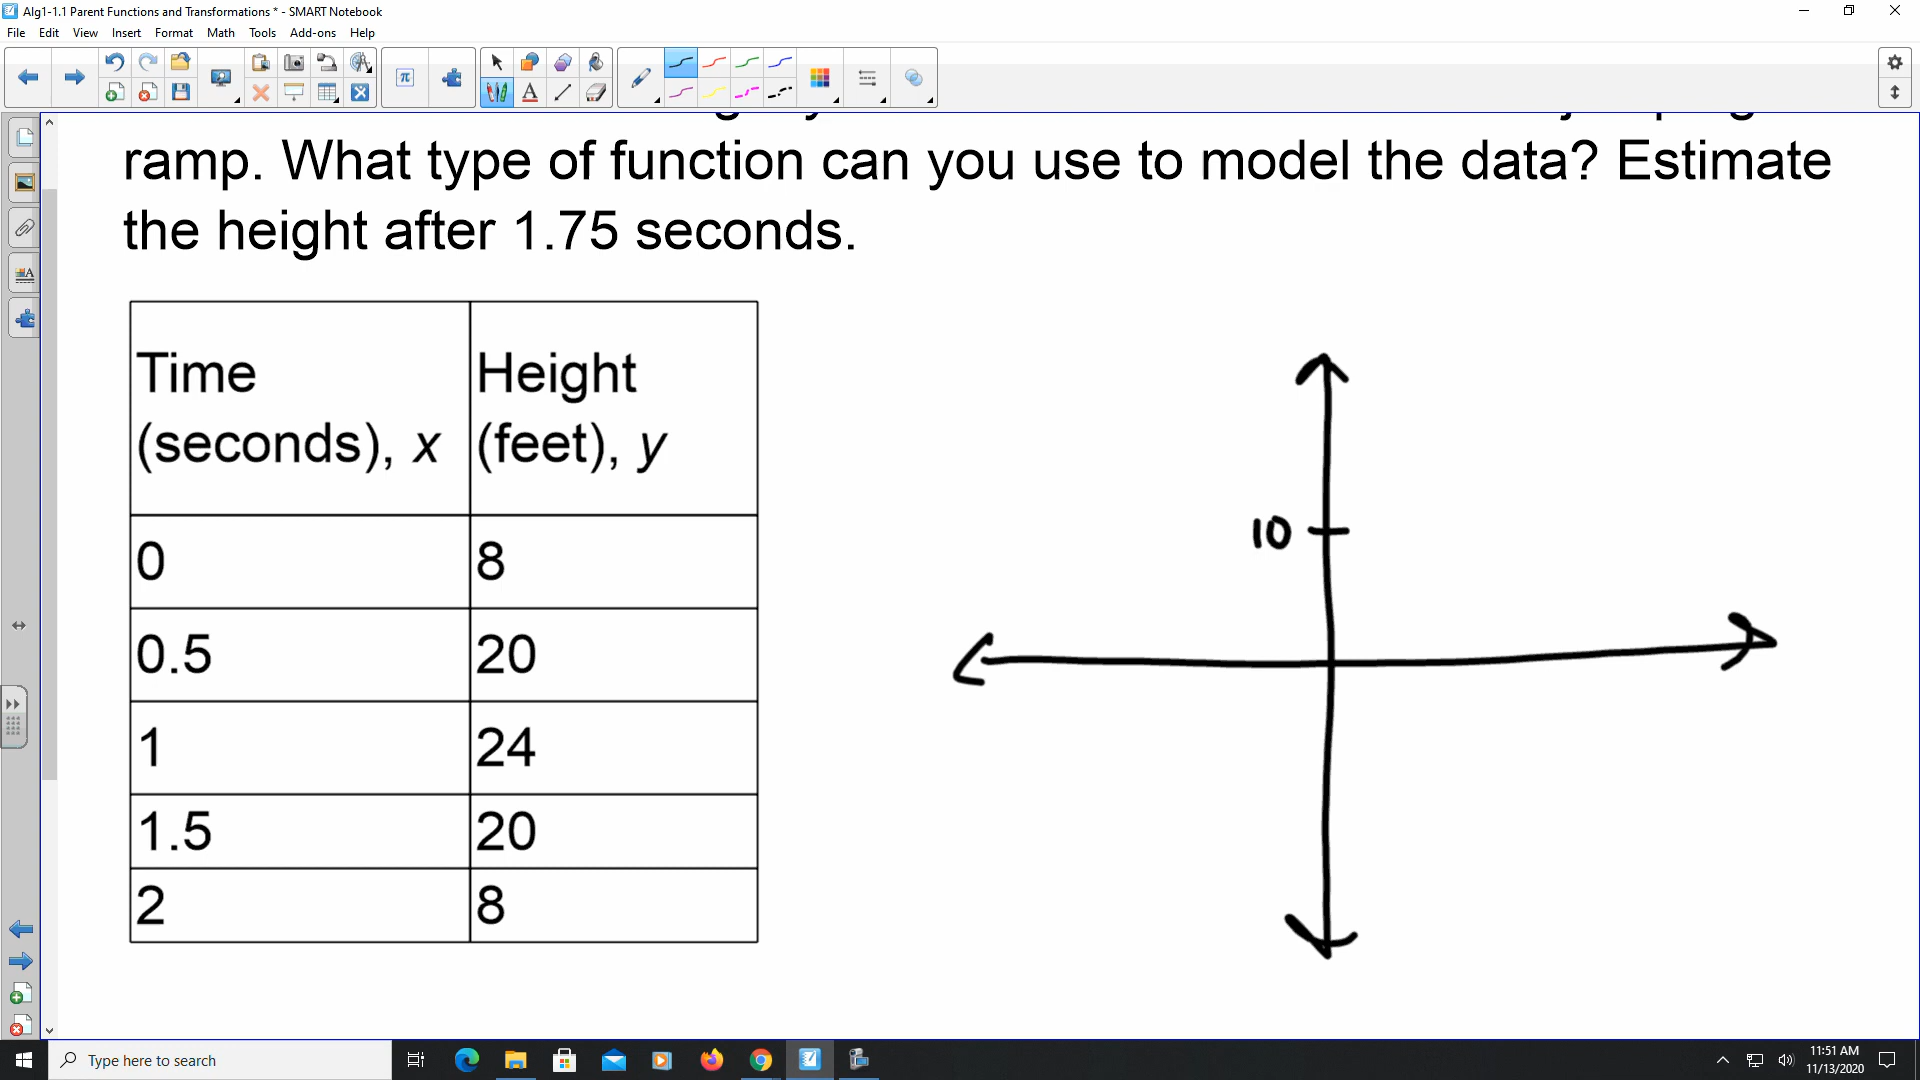 Alg1-1.1 Parent Functions and Transformations * - SMART Notebook
File Edit View Insert Format Math Tools Add-ons Help
ramp. What type of function can you use to model the data? Estimate
the height after 1.75 seconds.
Time (seconds), x Height (feet), y
0 8
0.5 20
1 24
1.5 20
2 8
10
Type here to search
11:51 AM
11/13/2020